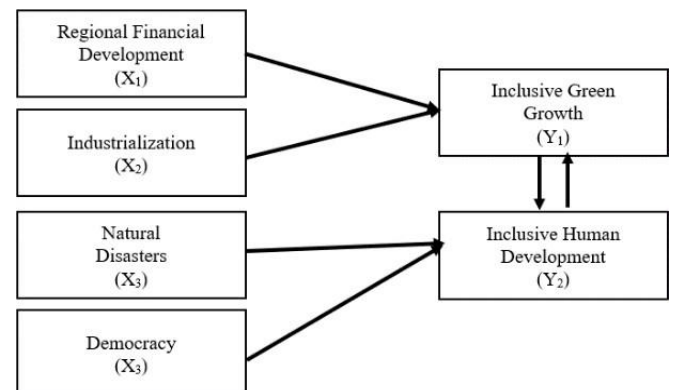 Regional Financial
Development
(X₁)
Industrialization
(X₂)
Natural
Disasters
(X₃)
Democracy
(X₃)
Inclusive Green
Growth
(Y₁)
Inclusive Human
Development
(Y₂)